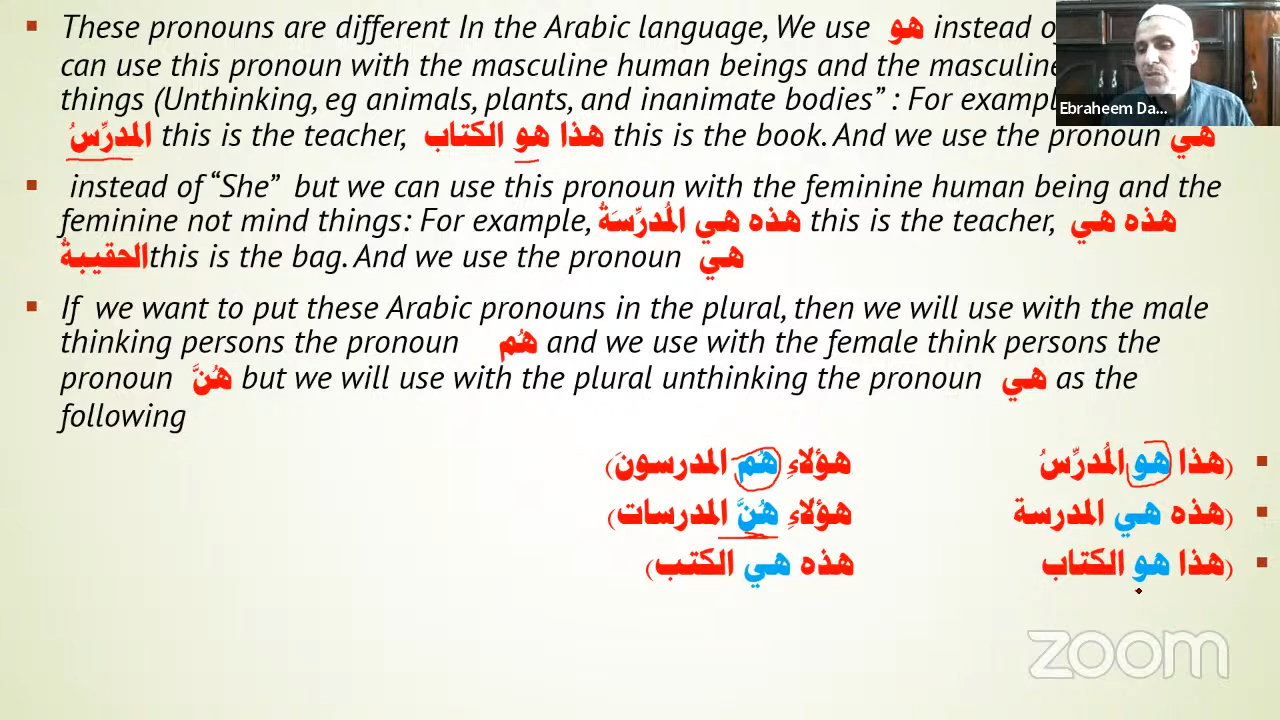 These pronouns are different In the Arabic language, We use هو instead of
can use this pronoun with the masculine human beings and the masculine
things (Unthinking, eg animals, plants, and inanimate bodies” : For example
المدرِّسُ this is the teacher, هذا هو الكتاب this is the book. And we use the pronoun هي
instead of “She” but we can use this pronoun with the feminine human being and the
feminine not mind things: For example, هذه هي المُدرِّسَةُ this is the teacher, هذه هي
الحقيبةُ this is the bag. And we use the pronoun هي
If we want to put these Arabic pronouns in the plural, then we will use with the male
thinking persons the pronoun هُم and we use with the female think persons the
pronoun هُنَّ but we will use with the plural unthinking the pronoun هي as the
following
(هذا هو المُدرِّسُ هؤلاءِ هُم المدرسونَ)
(هذه هي المدرسة هؤلاءِ هُنَّ المدرسات)
(هذا هو الكتاب هذه هي الكتب)
Ebraheem Da...
zoom